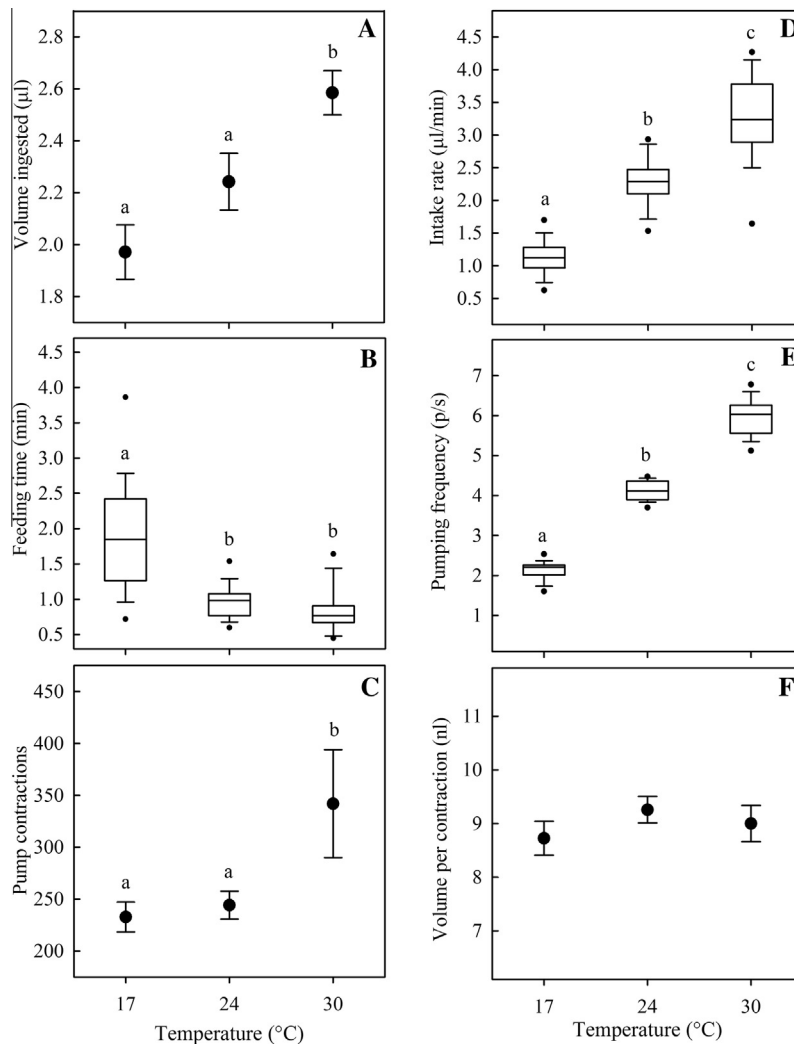 A
Volume ingested (µl)
2.8
2.6
2.4
2.2
2.0
1.8
a
a
b
B
Feeding time (min)
4.5
4.0
3.5
3.0
2.5
2.0
1.5
1.0
0.5
a
b
b
C
Pump contractions
450
400
350
300
250
200
a
a
b
17
24
30
Temperature (°C)
D
Intake rate (µl/min)
4.5
4.0
3.5
3.0
2.5
2.0
1.5
1.0
0.5
a
b
c
E
Pumping frequency (p/s)
7
6
5
4
3
2
1
a
b
c
F
Volume per contraction (nl)
11
10
9
8
7
17
24
30
Temperature (°C)